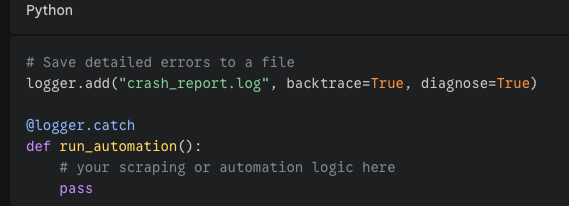 Python
# Save detailed errors to a file
logger.add("crash_report.log", backtrace=True, diagnose=True)
@logger.catch
def run_automation():
    # your scraping or automation logic here
    pass